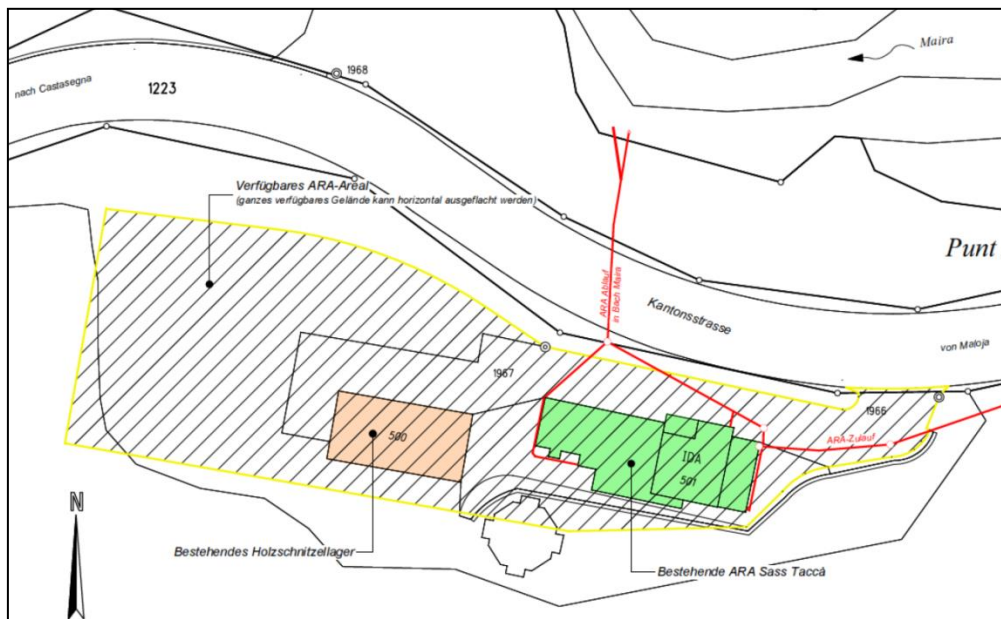 Maira
1968
nach Castasegna
1223
Verfügbares ARA-Areal
(ganzes verfügbares Gelände kann horizontal ausgeflacht werden)
Punt
ARA Ablauf
in Bach Maira
Kantonsstrasse
von Maloja
1967
1966
500
IDA
501
ARA-Zulauf
N
Bestehendes Holzschnitzellager
Bestehende ARA Sass Taccà